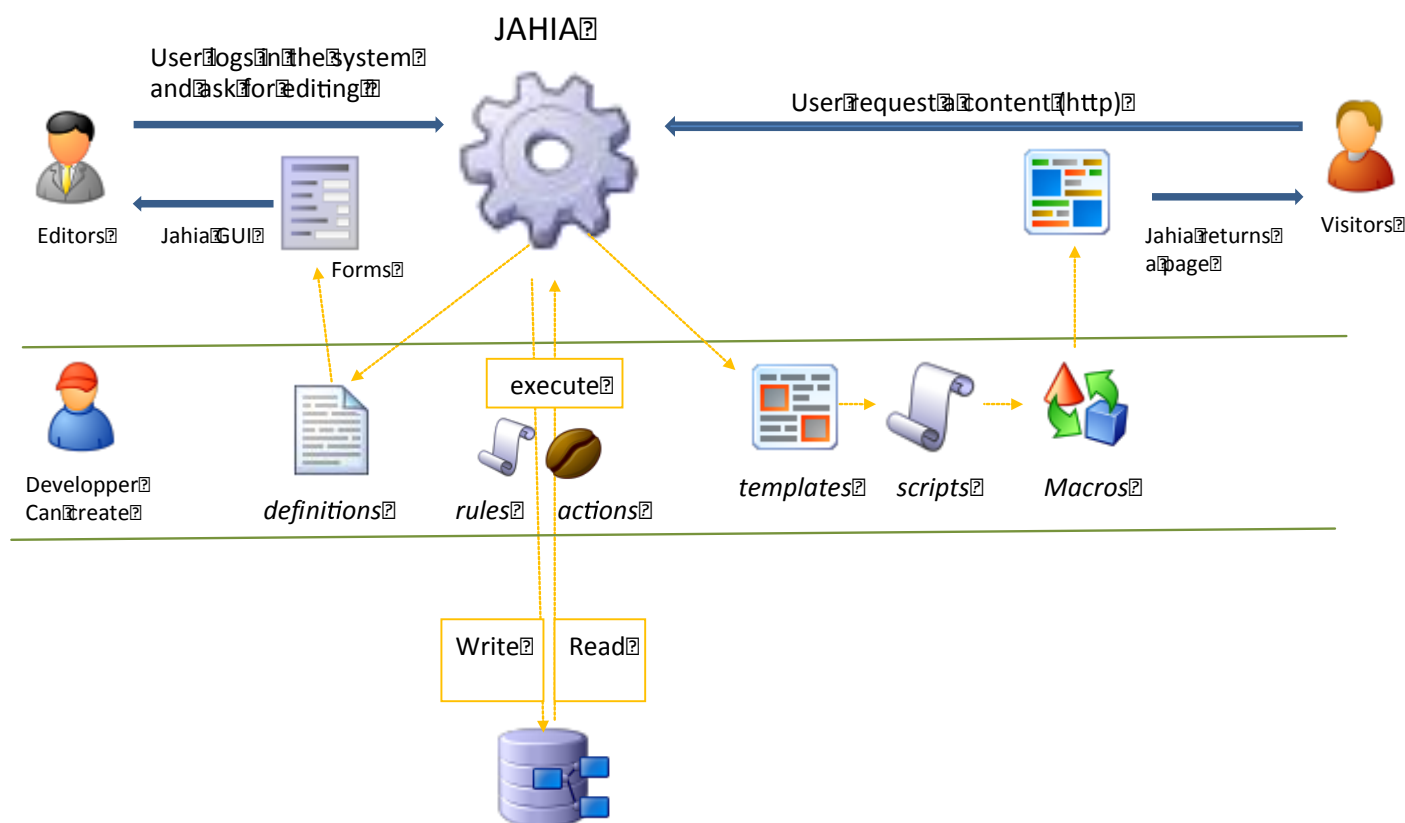 JAHIA
User logs in the system
and ask for editing
User request a content (http)
Editors
Jahia GUI
Forms
Jahia returns
a page
Visitors
execute
Developper
Can create
definitions
rules
actions
templates
scripts
Macros
Write
Read